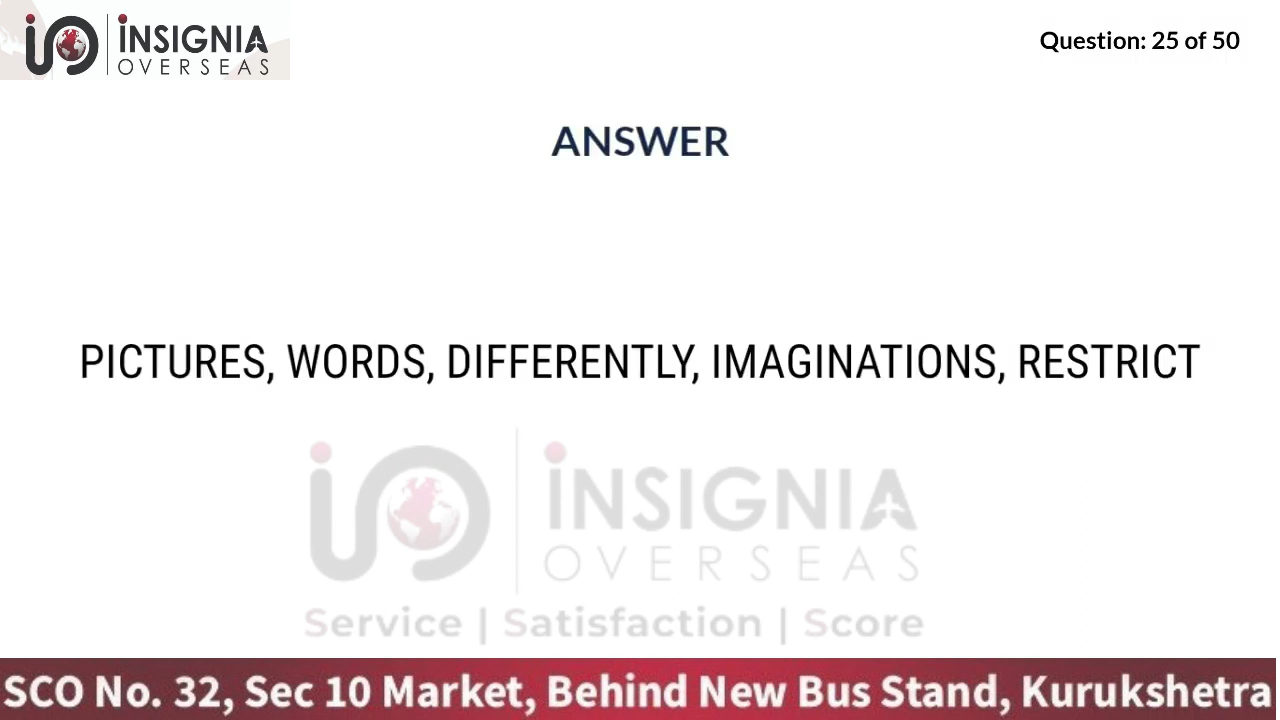 INSIGNIA
OVERSEAS
Question: 25 of 50
ANSWER
PICTURES, WORDS, DIFFERENTLY, IMAGINATIONS, RESTRICT
INSIGNIA
OVERSEAS
Service | Satisfaction | Score
SCO No. 32, Sec 10 Market, Behind New Bus Stand, Kurukshetra